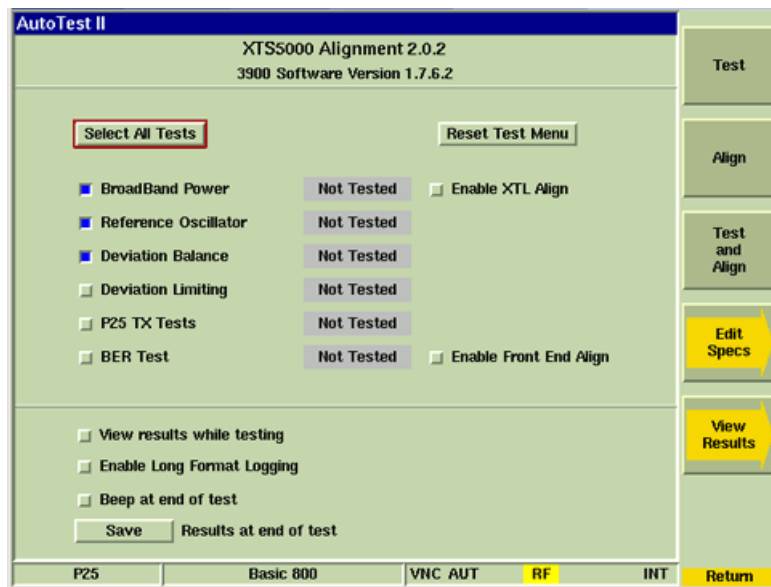 AutoTest II
XTS5000 Alignment 2.0.2
3900 Software Version 1.7.6.2
Select All Tests
Reset Test Menu
BroadBand Power Not Tested Enable XTL Align
Reference Oscillator Not Tested
Deviation Balance Not Tested
Deviation Limiting Not Tested
P25 TX Tests Not Tested
BER Test Not Tested Enable Front End Align
View results while testing
Enable Long Format Logging
Beep at end of test
Save Results at end of test
P25 Basic 800 VNC AUT RF INT
Test
Align
Test
and
Align
Edit
Specs
View
Results
Return